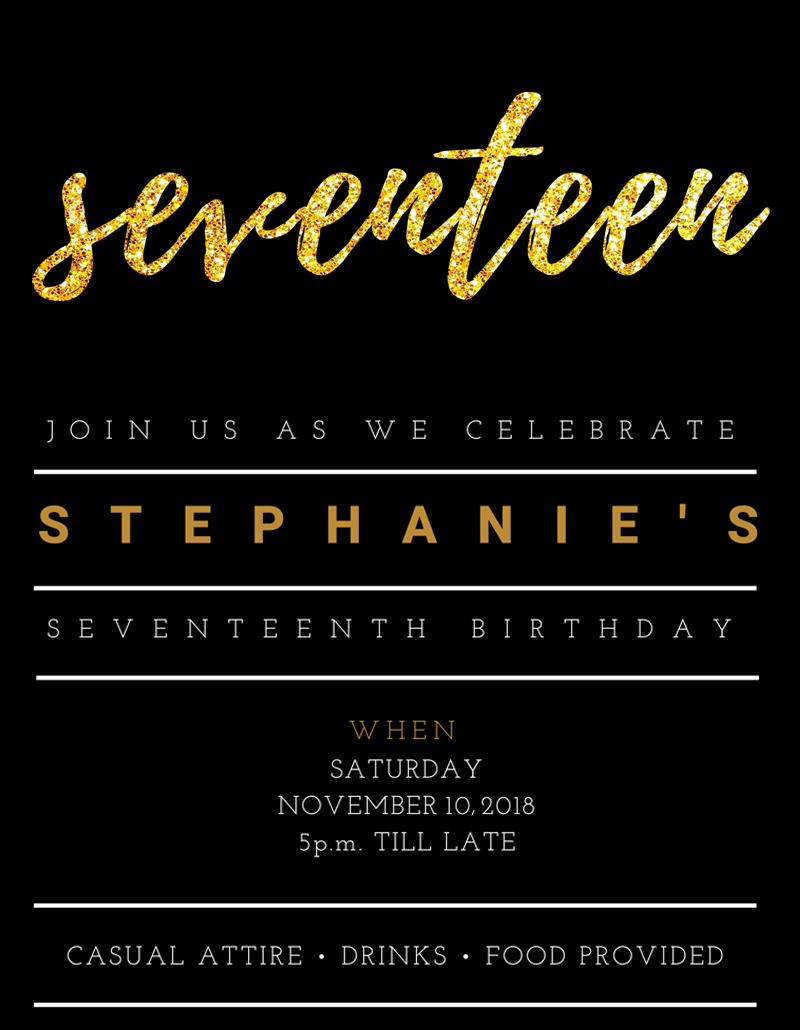 seventeen
JOIN US AS WE CELEBRATE
STEPHANIE'S
SEVENTEENTH BIRTHDAY
WHEN
SATURDAY
NOVEMBER 10, 2018
5p.m. TILL LATE
CASUAL ATTIRE • DRINKS • FOOD PROVIDED